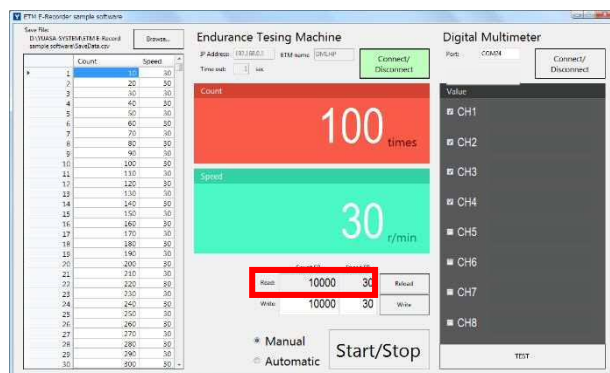 ETM E-Recorder sample software
Save File:
D:\YUASA-SYSTEM\ETM E-Record
sample software\SaveData.csv
Browse...
Count Speed
1 10 30
2 20 30
3 30 30
4 40 30
5 50 30
6 60 30
7 70 30
8 80 30
9 90 30
10 100 30
11 110 30
12 120 30
13 130 30
14 140 30
15 150 30
16 160 30
17 170 30
18 180 30
19 190 30
20 200 30
21 210 30
22 220 30
23 230 30
24 240 30
25 250 30
26 260 30
27 270 30
28 280 30
29 290 30
30 300 30
Endurance Tesing Machine
IP Address: ETM name:
Time out: sec
Connect/
Disconnect
Count
100 times
Speed
30 r/min
Read: 10000 30 Reload
Write: 10000 30 Write
Manual
Automatic
Start/Stop
Digital Multimeter
Port: COM24
Connect/
Disconnect
Value
CH1
CH2
CH3
CH4
CH5
CH6
CH7
CH8
TEST